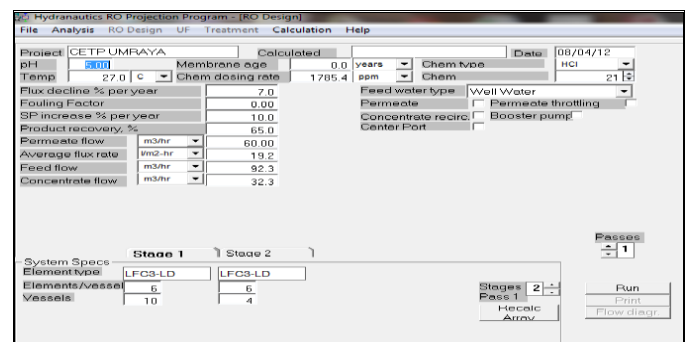 Hydranautics RO Projection Program - [RO Design]
File Analysis RO Design UF Treatment Calculation Help
Project CETP UMRAYA Calculated Date 08/04/12
pH 5.00 Membrane age 0.0 years Chem type HCl
Temp 27.0 C Chem dosing rate 1785.4 ppm Chem 21
Flux decline % per year 7.0 Feed water type Well Water
Fouling Factor 0.00 Permeate Permeate throttling
SP increase % per year 10.0 Concentrate recirc. Booster pump
Product recovery, % 65.0 Center Port
Permeate flow m3/hr 60.00
Average flux rate l/m2-hr 19.2
Feed flow m3/hr 92.3
Concentrate flow m3/hr 32.3
Passes
1
Stage 1 Stage 2
System Specs
Element type LFC3-LD LFC3-LD
Elements/vessel 6 6
Vessels 10 4
Stages 2
Pass 1
Recalc
Array
Run
Print
Flow diagr.